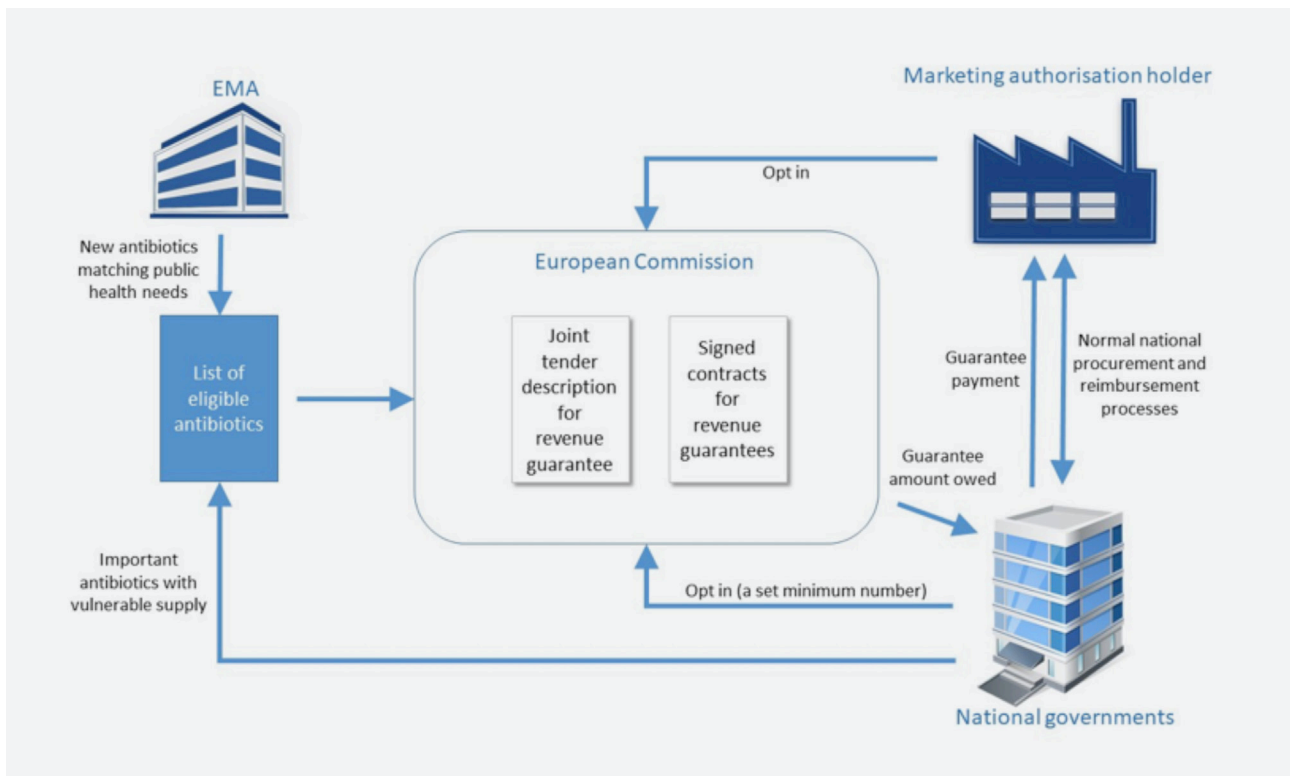 EMA
Marketing authorisation holder
Opt in
New antibiotics
matching public
health needs
European Commission
List of
eligible
antibiotics
Joint
tender
description
for
revenue
guarantee
Signed
contracts
for
revenue
guarantees
Guarantee
payment
Normal national
procurement and
reimbursement
processes
Guarantee
amount owed
Important
antibiotics with
vulnerable supply
Opt in (a set minimum number)
National governments